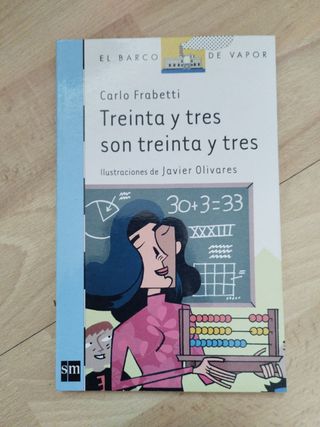 EL BARCO DE VAPOR
Carlo Frabetti
Treinta y tres
son treinta y tres
Ilustraciones de Javier Olivares
30+3=33
XXXIII
sm